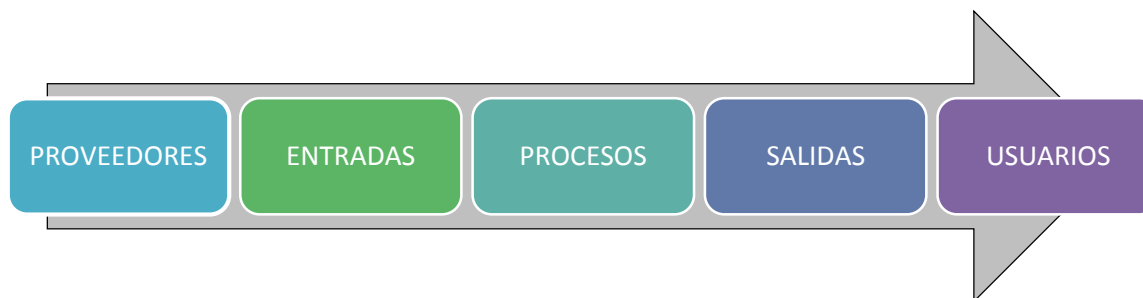 PROVEEDORES
ENTRADAS
PROCESOS
SALIDAS
USUARIOS